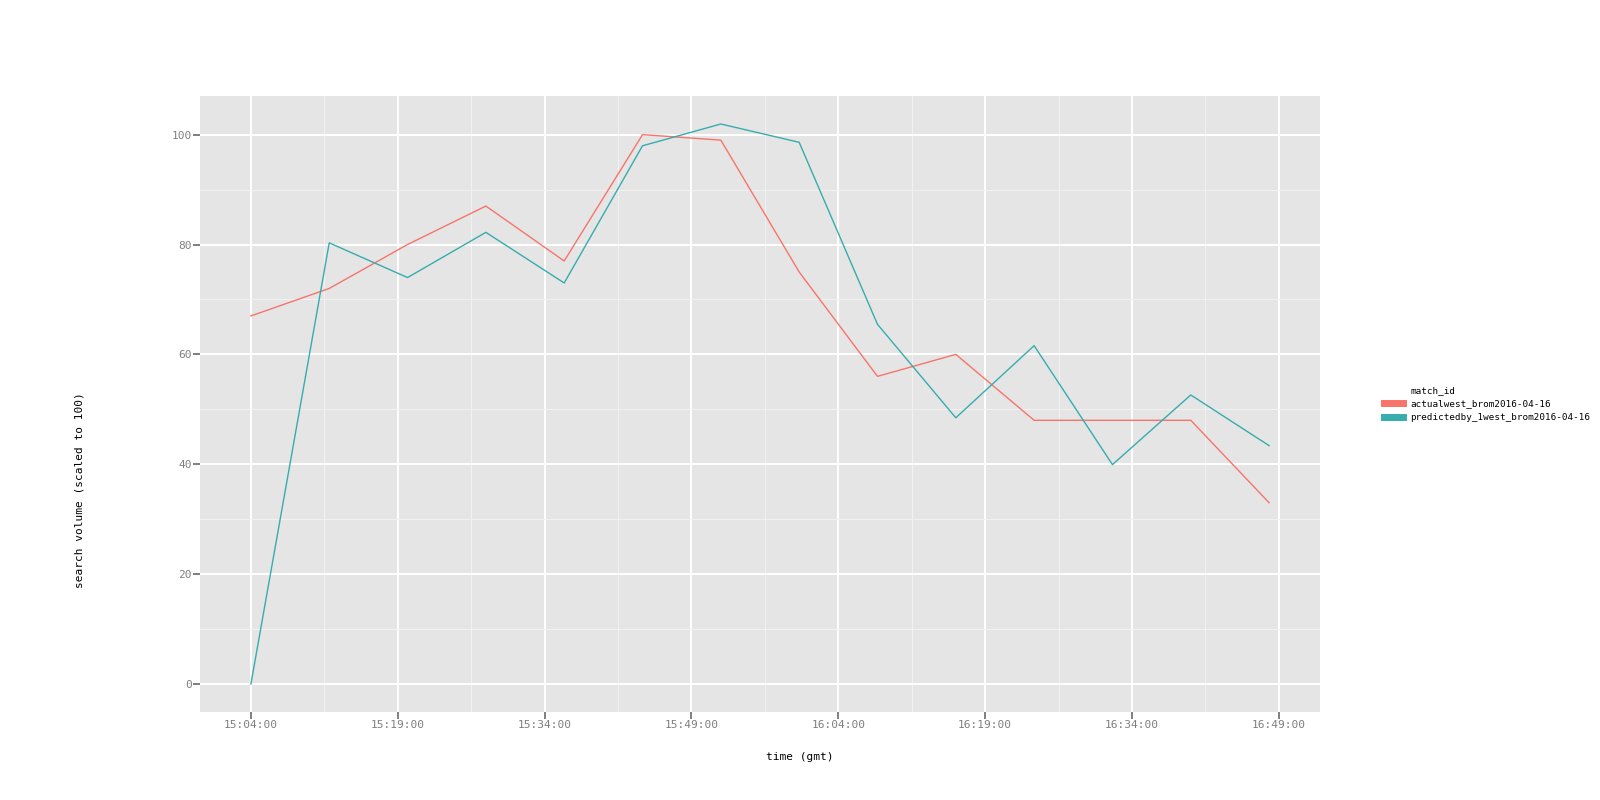 100
80
60
40
20
0
search volume (scaled to 100)
15:04:00 15:19:00 15:34:00 15:49:00 16:04:00 16:19:00 16:34:00 16:49:00
time (gmt)
match_id
actualwest_brom2016-04-16
predictedby_1west_brom2016-04-16